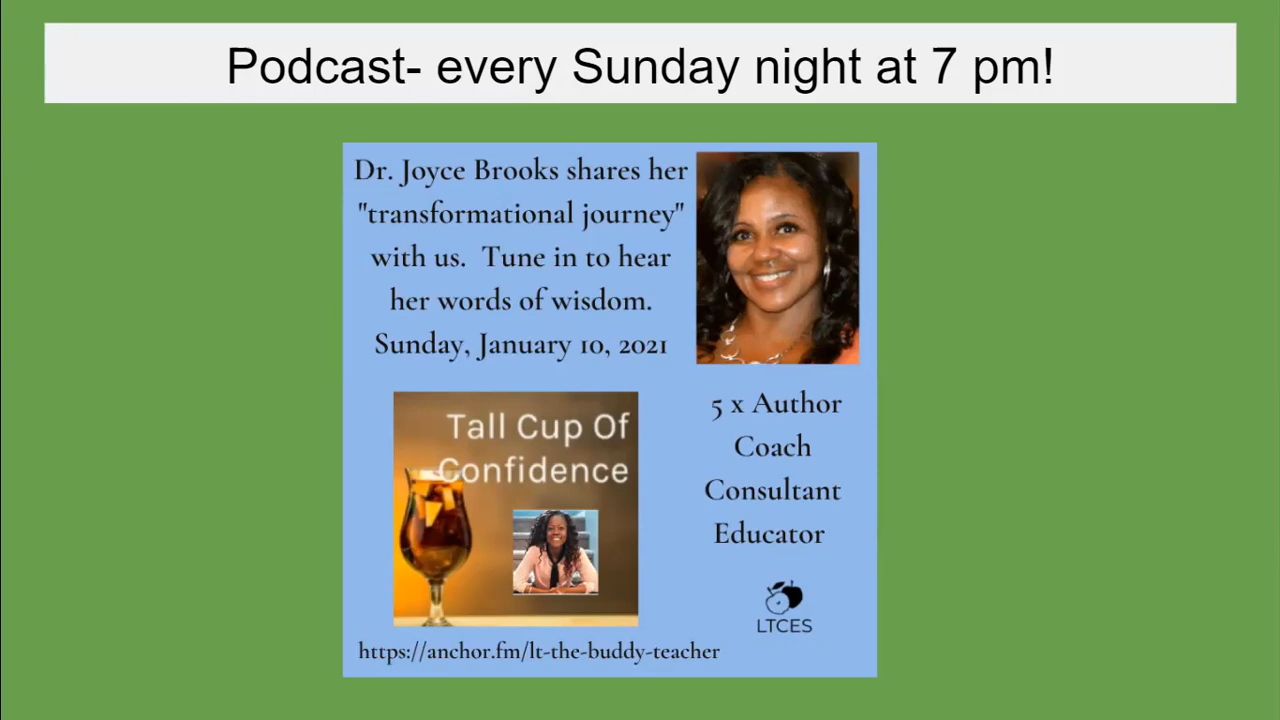 Podcast- every Sunday night at 7 pm!
Dr. Joyce Brooks shares her
"transformational journey"
with us.  Tune in to hear
her words of wisdom.
Sunday, January 10, 2021
Tall Cup Of
Confidence
5 x Author
Coach
Consultant
Educator
LTCES
https://anchor.fm/lt-the-buddy-teacher